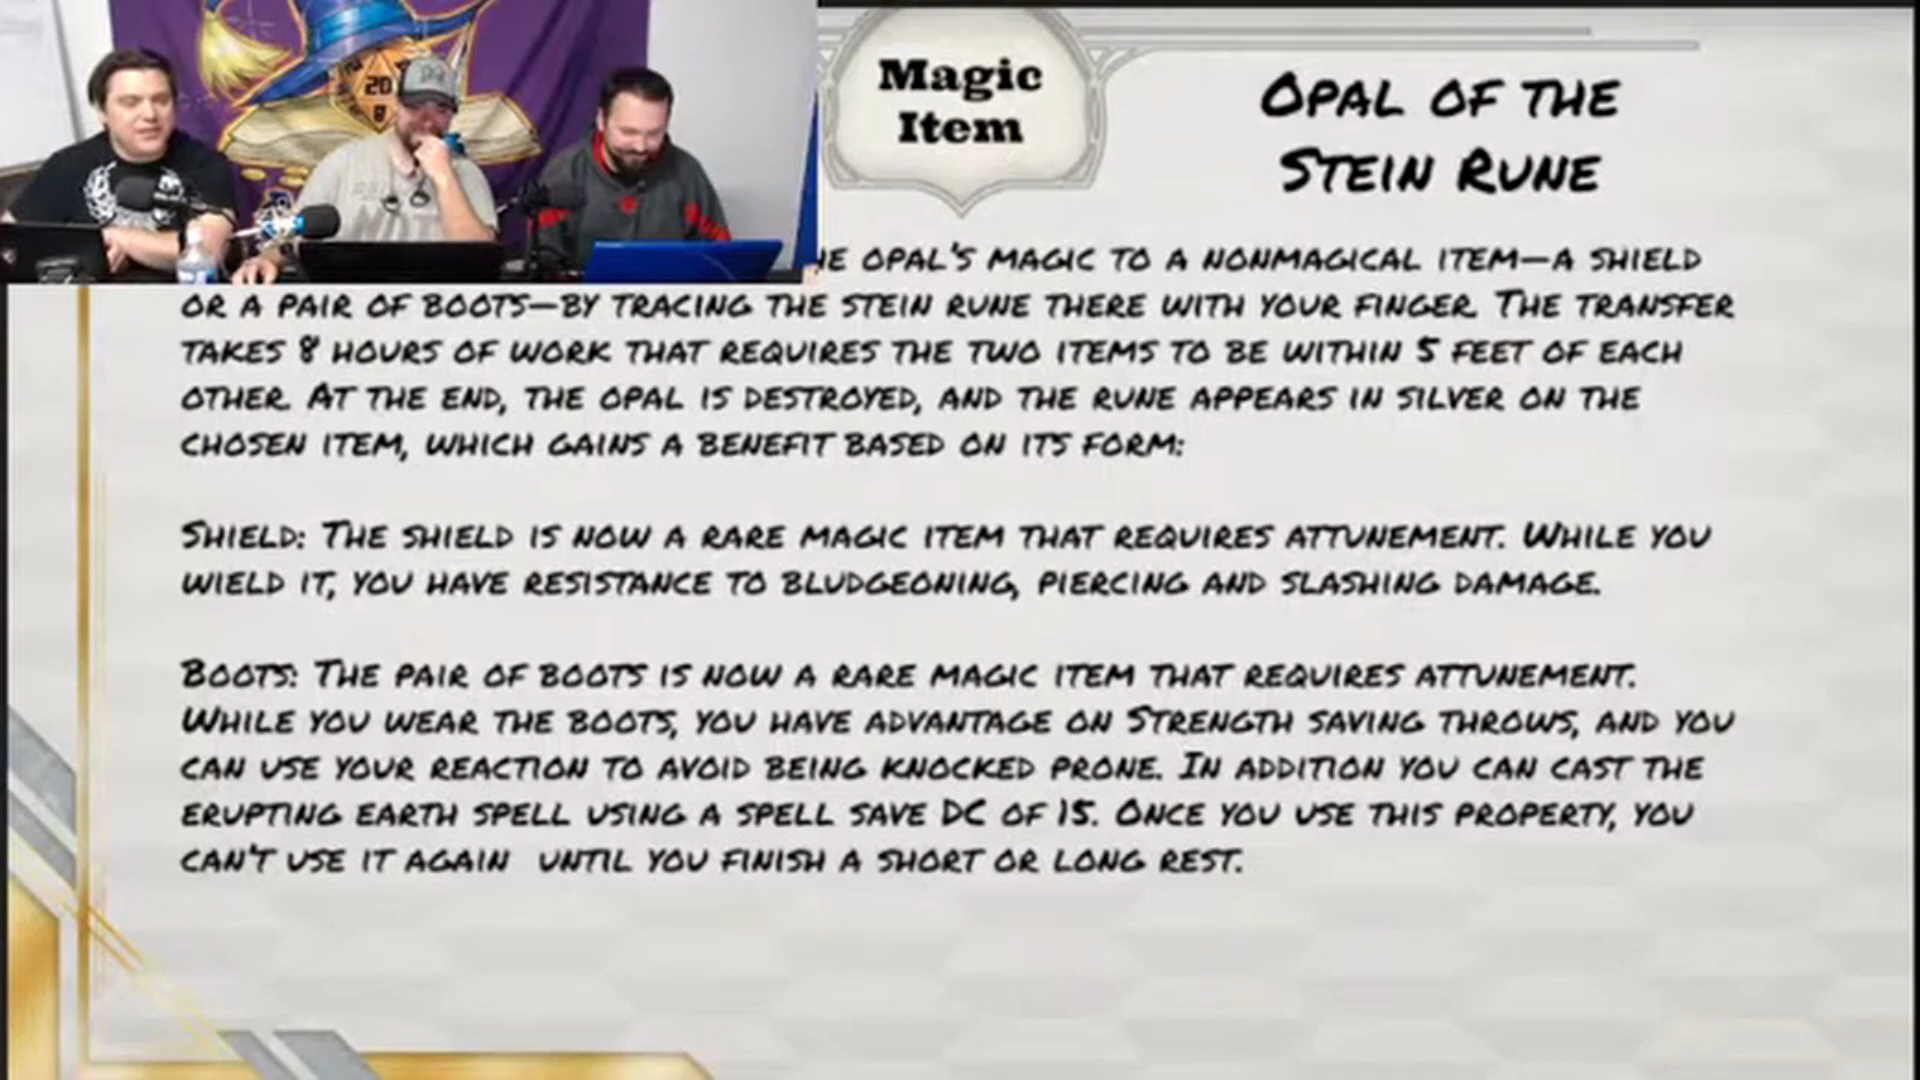 Magic
Item
OPAL OF THE
STEIN RUNE
20
OPAL'S MAGIC TO A NONMAGICAL ITEM—A SHIELD
OR A PAIR OF BOOTS—BY TRACING THE STEIN RUNE THERE WITH YOUR FINGER. THE TRANSFER
TAKES 8 HOURS OF WORK THAT REQUIRES THE TWO ITEMS TO BE WITHIN 5 FEET OF EACH
OTHER. AT THE END, THE OPAL IS DESTROYED, AND THE RUNE APPEARS IN SILVER ON THE
CHOSEN ITEM, WHICH GAINS A BENEFIT BASED ON ITS FORM:
SHIELD: THE SHIELD IS NOW A RARE MAGIC ITEM THAT REQUIRES ATTUNEMENT. WHILE YOU
WIELD IT, YOU HAVE RESISTANCE TO BLUDGEONING, PIERCING AND SLASHING DAMAGE.
BOOTS: THE PAIR OF BOOTS IS NOW A RARE MAGIC ITEM THAT REQUIRES ATTUNEMENT.
WHILE YOU WEAR THE BOOTS, YOU HAVE ADVANTAGE ON STRENGTH SAVING THROWS, AND YOU
CAN USE YOUR REACTION TO AVOID BEING KNOCKED PRONE. IN ADDITION YOU CAN CAST THE
ERUPTING EARTH SPELL USING A SPELL SAVE DC OF 15. ONCE YOU USE THIS PROPERTY, YOU
CAN'T USE IT AGAIN UNTIL YOU FINISH A SHORT OR LONG REST.